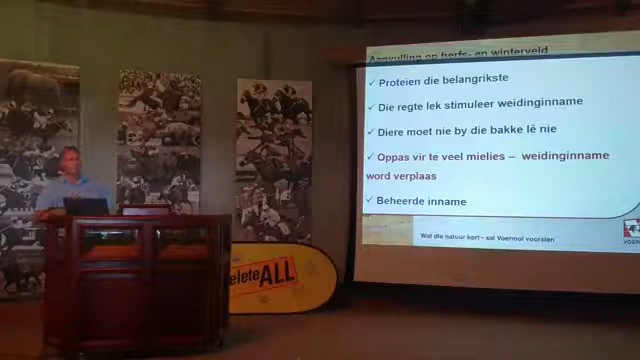 Aanvulling op herfs- en winterveld
✓ Proteïen die belangrikste
✓ Die regte lek stimuleer weidinginname
✓ Diere moet nie by die bakke lê nie
✓ Oppas vir te veel mielies – weidinginname
word verplaas
✓ Beheerde inname
Wat die natuur kort - sal Voermol voorsien
VOER
eleteALL